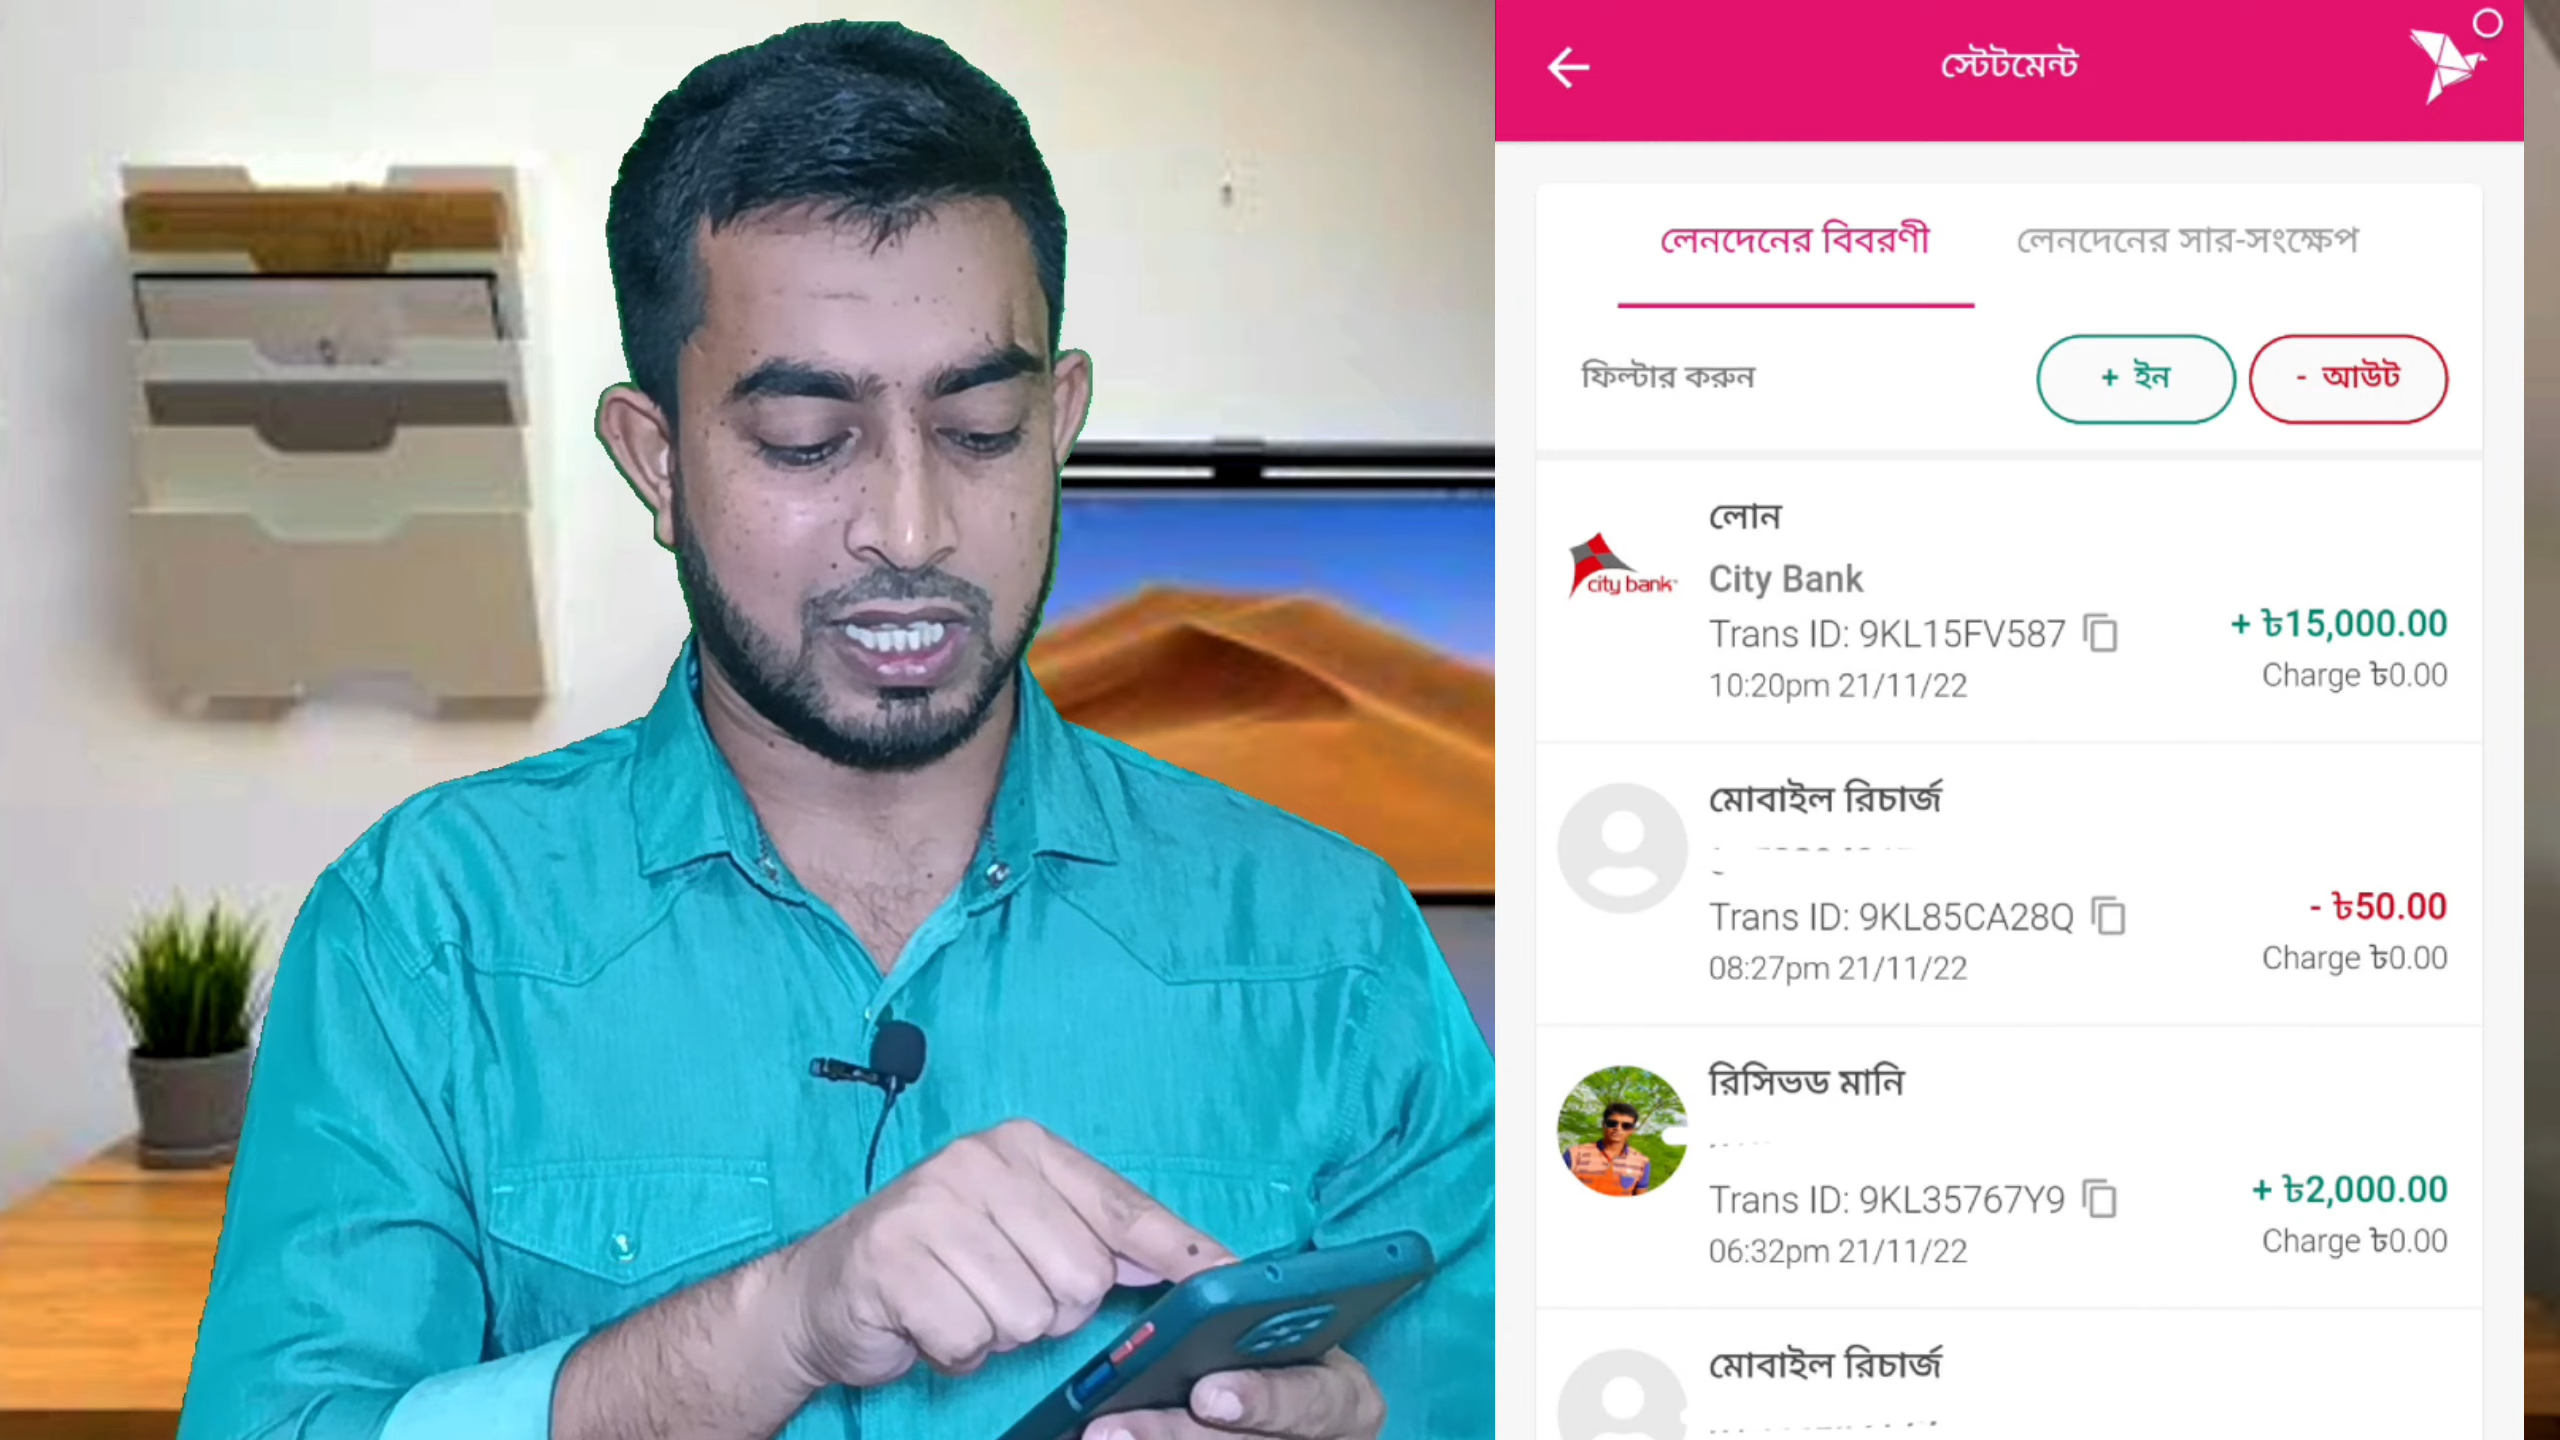 স্টেটমেন্ট
লেনদেনের বিবরণী
লেনদেনের সার-সংক্ষেপ
ফিল্টার করুন
+ ইন
- আউট
লোন
city bank
City Bank
Trans ID: 9KL15FV587
10:20pm 21/11/22
+ ৳15,000.00
Charge ৳0.00
মোবাইল রিচার্জ
Trans ID: 9KL85CA28Q
08:27pm 21/11/22
- ৳50.00
Charge ৳0.00
রিসিভড মানি
Trans ID: 9KL35767Y9
06:32pm 21/11/22
+ ৳2,000.00
Charge ৳0.00
মোবাইল রিচার্জ